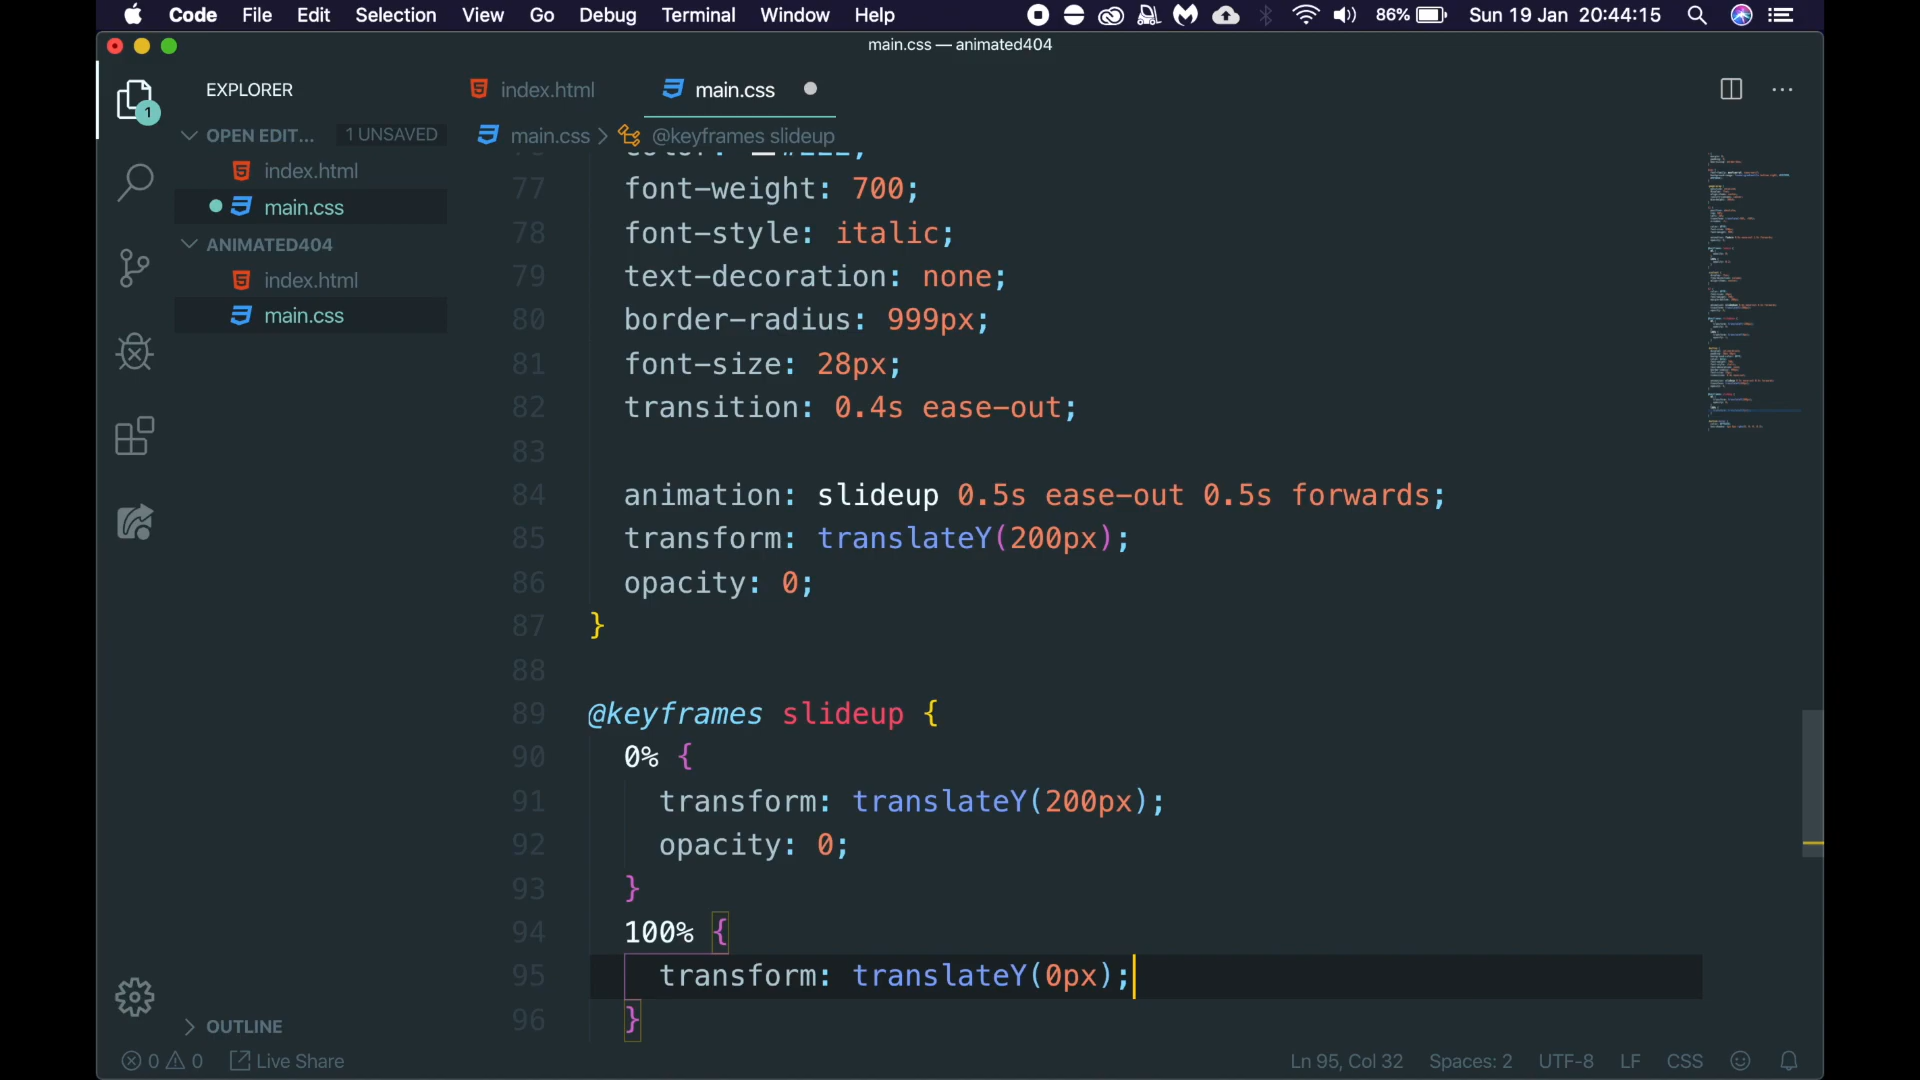 Code File Edit Selection View Go Debug Terminal Window Help 86% Sun 19 Jan 20:44:15
main.css — animated404
EXPLORER
1
OPEN EDIT... 1 UNSAVED
index.html
main.css
ANIMATED404
index.html
main.css
OUTLINE
index.html main.css
main.css > @keyframes slideup
77 font-weight: 700;
78 font-style: italic;
79 text-decoration: none;
80 border-radius: 999px;
81 font-size: 28px;
82 transition: 0.4s ease-out;
83
84 animation: slideup 0.5s ease-out 0.5s forwards;
85 transform: translateY(200px);
86 opacity: 0;
87 }
88
89 @keyframes slideup {
90 0% {
91 transform: translateY(200px);
92 opacity: 0;
93 }
94 100% {
95 transform: translateY(0px);
96 }
0 0 Live Share Ln 95, Col 32 Spaces: 2 UTF-8 LF CSS